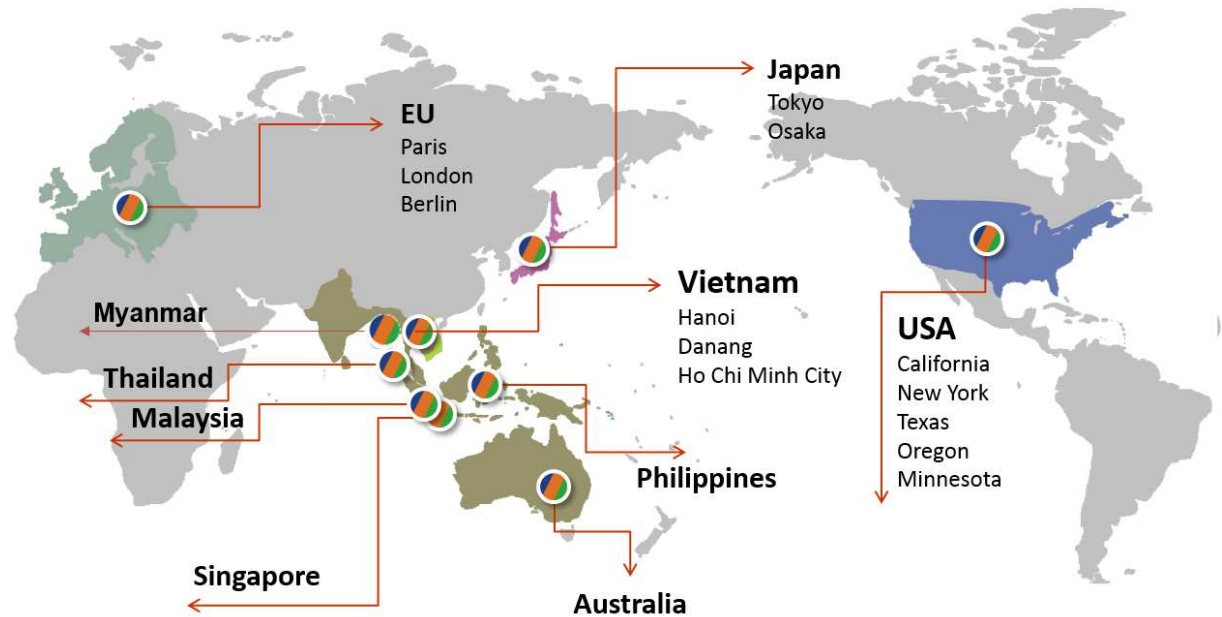 Japan
Tokyo
Osaka
EU
Paris
London
Berlin
Vietnam
Hanoi
Danang
Ho Chi Minh City
Myanmar
Thailand
Malaysia
USA
California
New York
Texas
Oregon
Minnesota
Philippines
Singapore
Australia